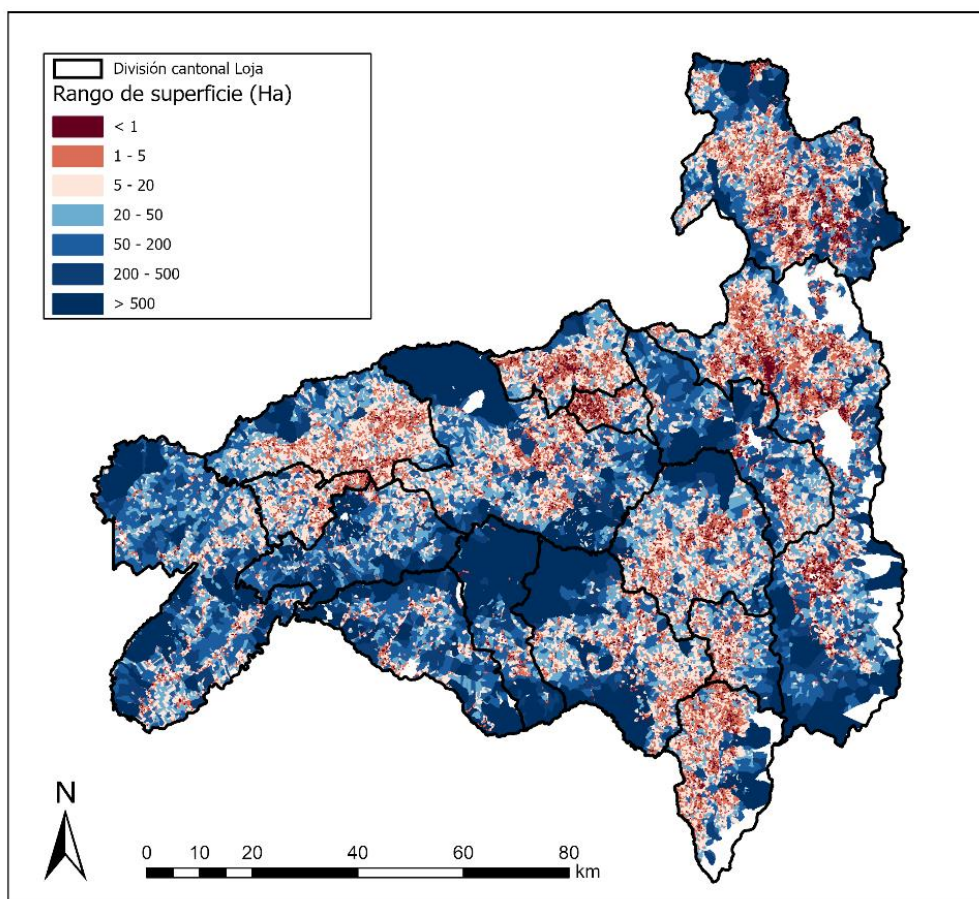 División cantonal Loja
Rango de superficie (Ha)
< 1
1 - 5
5 - 20
20 - 50
50 - 200
200 - 500
> 500
N
0 10 20 40 60 80
km